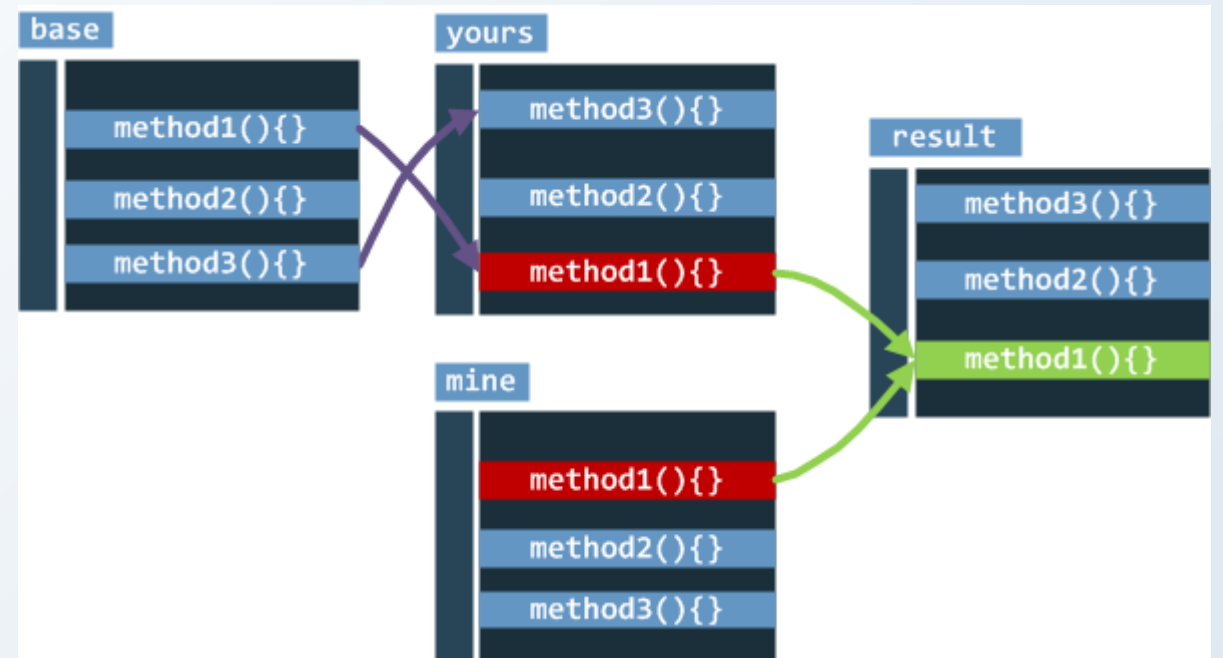 base
method1(){}
method2(){}
method3(){}
yours
method3(){}
method2(){}
method1(){}
mine
method1(){}
method2(){}
method3(){}
result
method3(){}
method2(){}
method1(){}